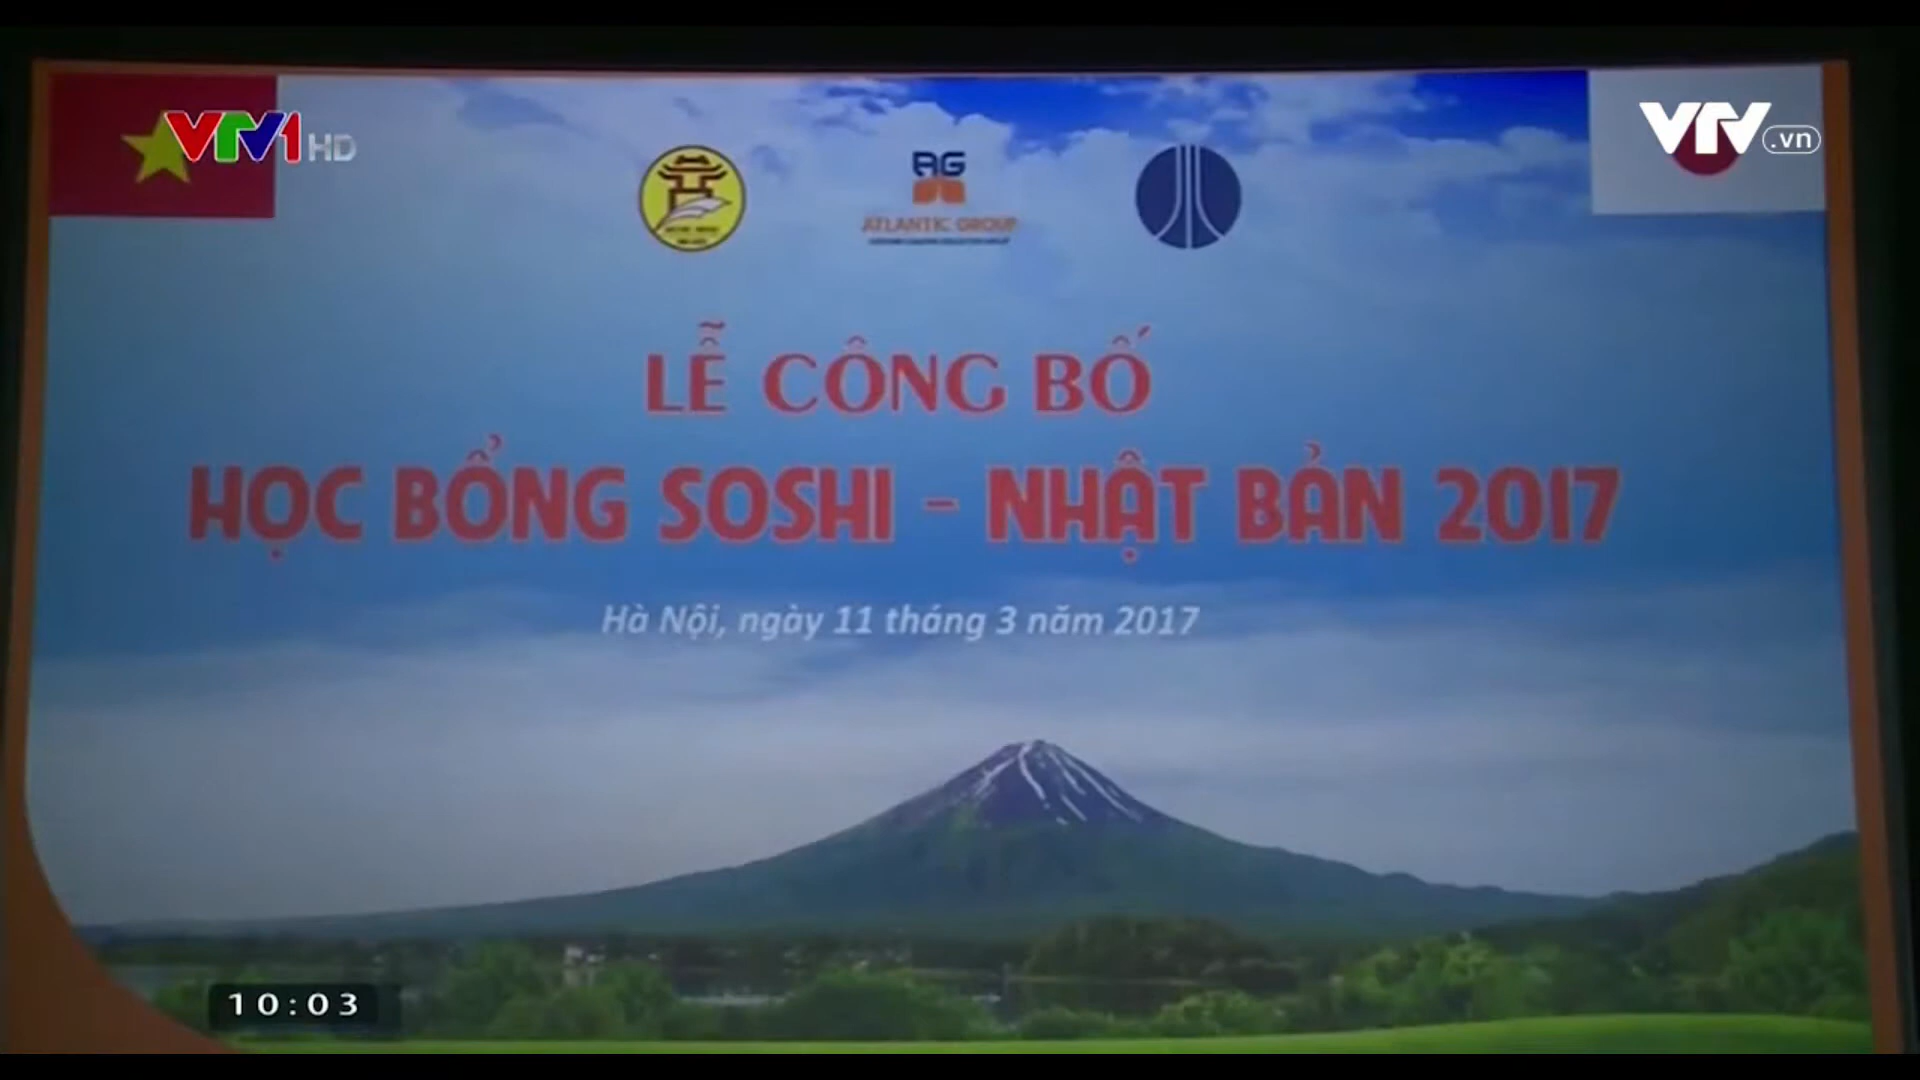 VTV1 HD
VTV.vn
AG
ATLANTIC GROUP
LỄ CÔNG BỐ
HỌC BỔNG SOSHI - NHẬT BẢN 2017
Hà Nội, ngày 11 tháng 3 năm 2017
10:03